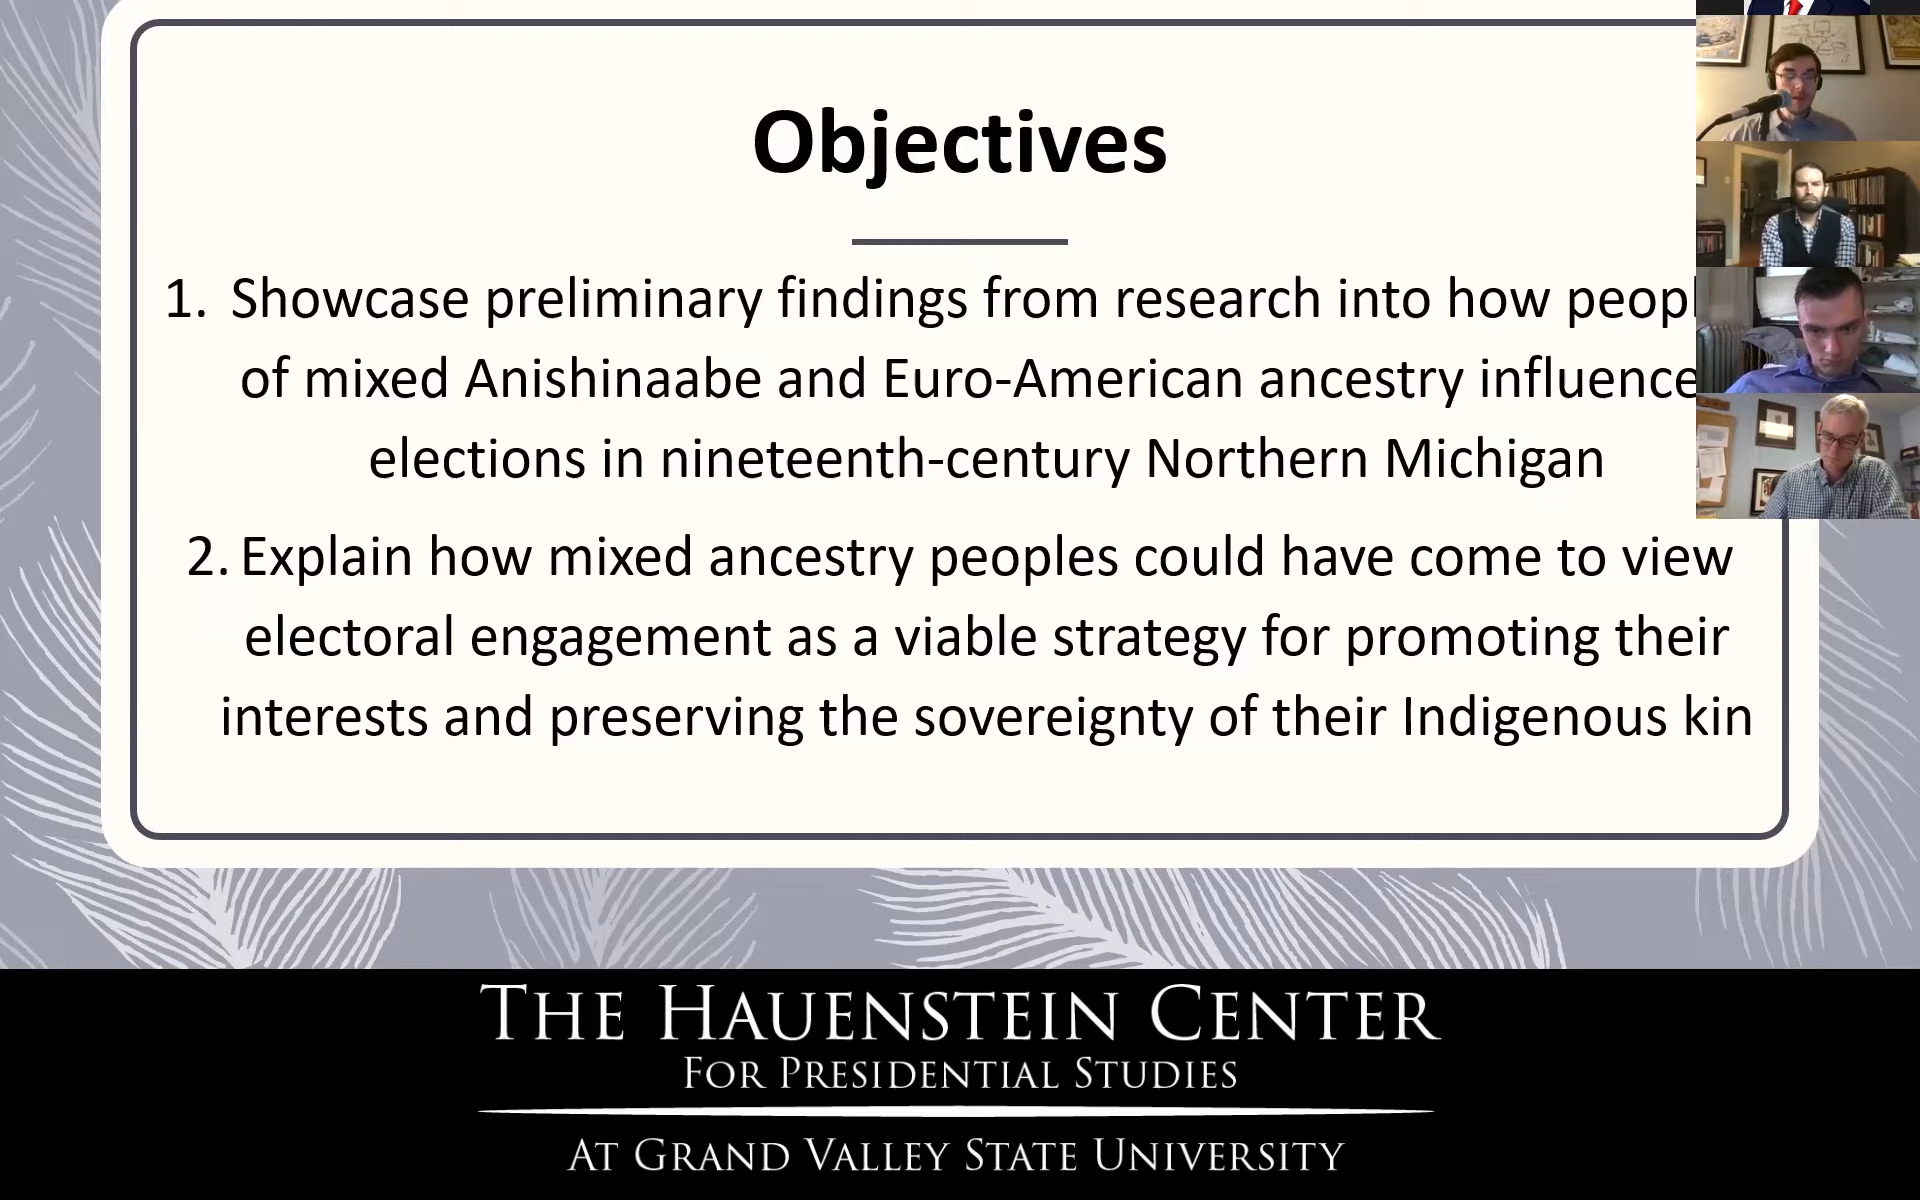 Objectives
1. Showcase preliminary findings from research into how peopl
of mixed Anishinaabe and Euro-American ancestry influence
elections in nineteenth-century Northern Michigan
2. Explain how mixed ancestry peoples could have come to view
electoral engagement as a viable strategy for promoting their
interests and preserving the sovereignty of their Indigenous kin
THE HAUENSTEIN CENTER
FOR PRESIDENTIAL STUDIES
AT GRAND VALLEY STATE UNIVERSITY